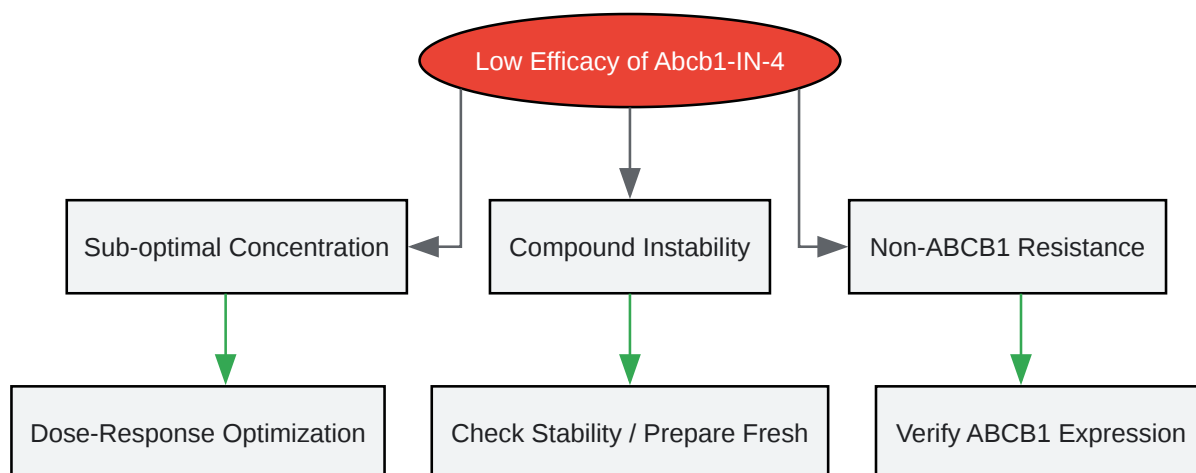 Low Efficacy of Abcb1-IN-4
Sub-optimal Concentration
Compound Instability
Non-ABCB1 Resistance
Dose-Response Optimization
Check Stability / Prepare Fresh
Verify ABCB1 Expression